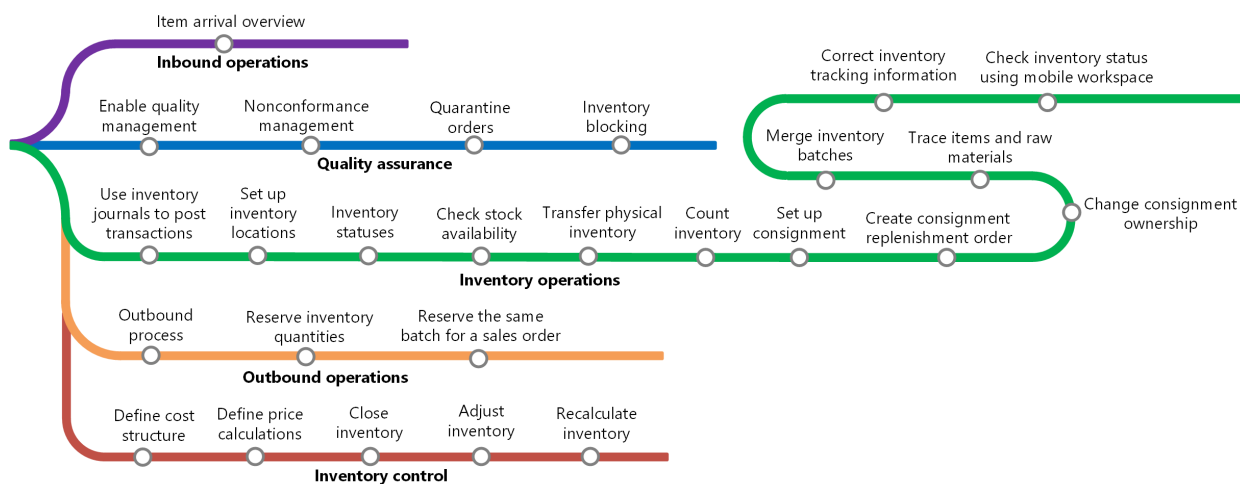 Item arrival overview
Inbound operations
Enable quality
management
Nonconformance
management
Quarantine
orders
Inventory
blocking
Quality assurance
Correct inventory
tracking information
Check inventory status
using mobile workspace
Merge inventory
batches
Trace items and raw
materials
Change consignment
ownership
Use inventory
journals to post
transactions
Set up
inventory
locations
Inventory
statuses
Check stock
availability
Transfer physical
inventory
Count
inventory
Set up
consignment
Create consignment
replenishment order
Inventory operations
Outbound
process
Reserve inventory
quantities
Reserve the same
batch for a sales order
Outbound operations
Define cost
structure
Define price
calculations
Close
inventory
Adjust
inventory
Recalculate
inventory
Inventory control